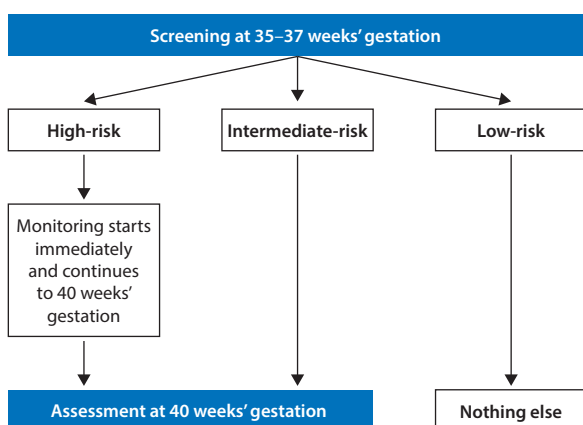 Screening at 35–37 weeks’ gestation
High-risk
Intermediate-risk
Low-risk
Monitoring starts
immediately
and continues
to 40 weeks’
gestation
Assessment at 40 weeks’ gestation
Nothing else